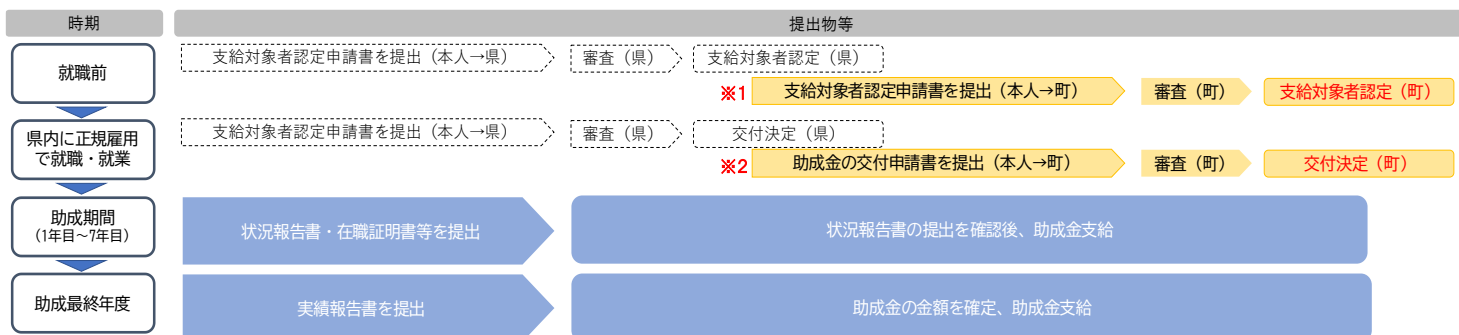 時期
提出物等
就職前
支給対象者認定申請書を提出（本人→県）
審査（県）
支給対象者認定（県）
※1
支給対象者認定申請書を提出（本人→町）
審査（町）
支給対象者認定（町）
県内に正規雇用
で就職・就業
支給対象者認定申請書を提出（本人→県）
審査（県）
交付決定（県）
※2
助成金の交付申請書を提出（本人→町）
審査（町）
交付決定（町）
助成期間
（1年目～7年目）
状況報告書・在職証明書等を提出
状況報告書の提出を確認後、助成金支給
助成最終年度
実績報告書を提出
助成金の金額を確定、助成金支給